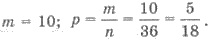 m = 10; p = m/n = 10/36 = 5/18.